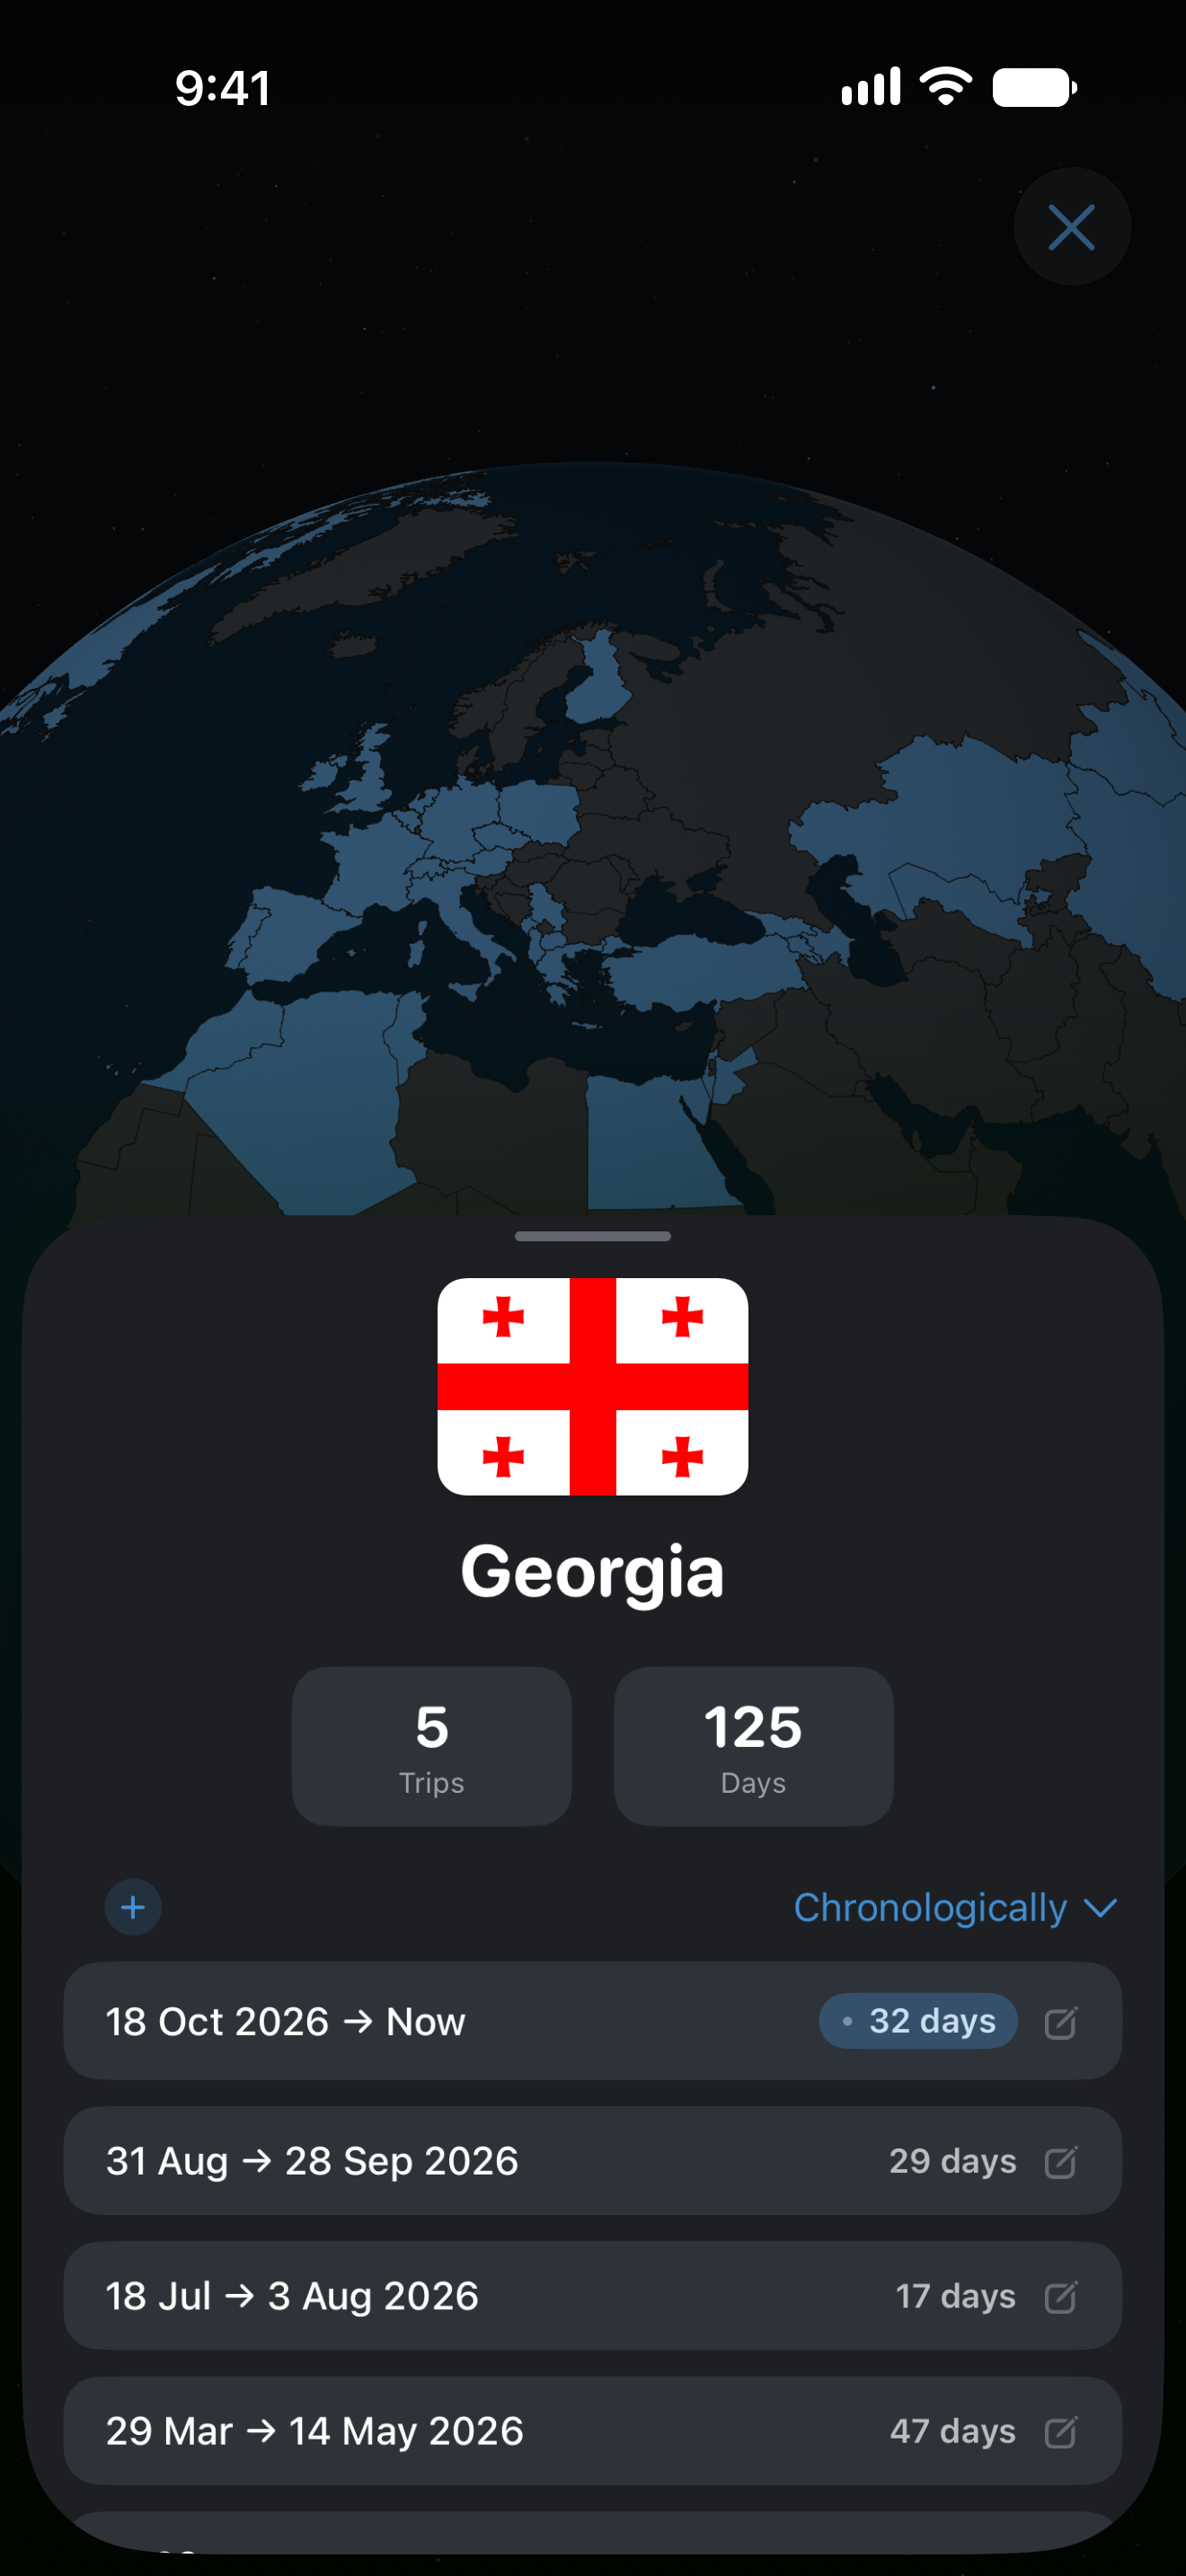 9:41
Georgia
5
Trips
125
Days
Chronologically
18 Oct 2026 → Now
• 32 days
31 Aug → 28 Sep 2026
29 days
18 Jul → 3 Aug 2026
17 days
29 Mar → 14 May 2026
47 days